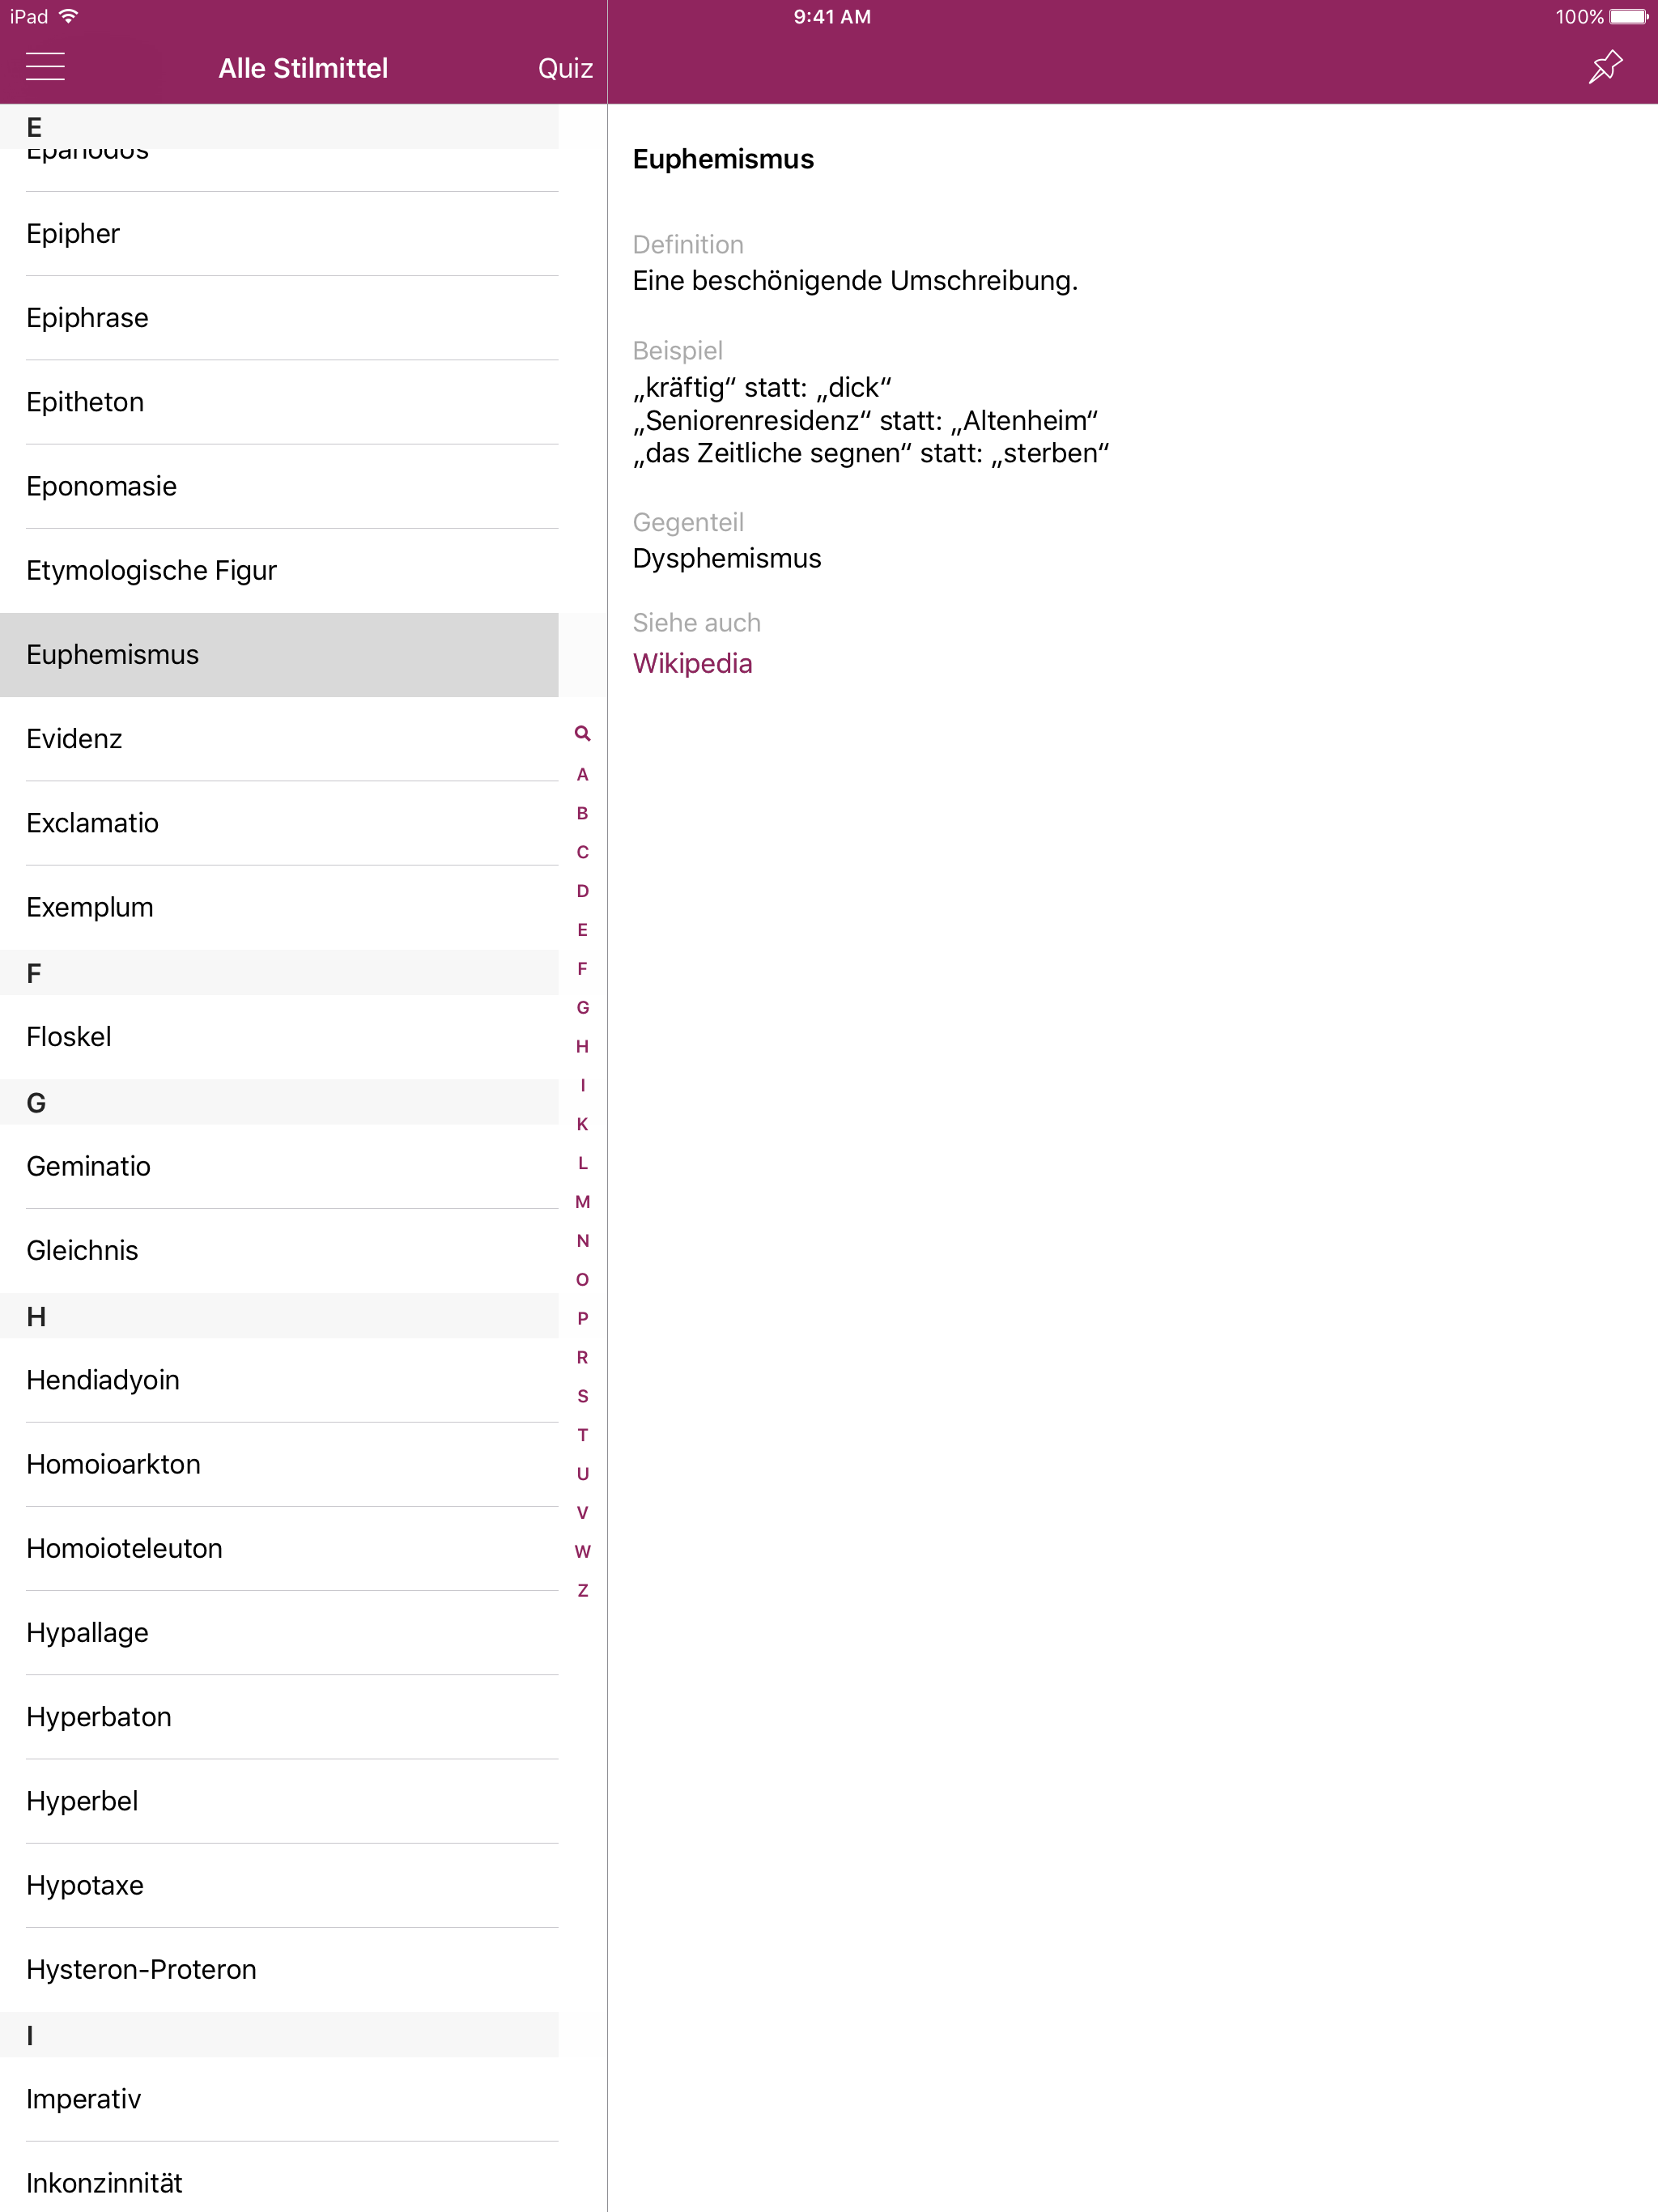 iPad
9:41 AM
100%
Alle Stilmittel
Quiz
E
Epanodos
Epipher
Epiphrase
Epitheton
Eponomasie
Etymologische Figur
Euphemismus
Evidenz
Exclamatio
Exemplum
F
Floskel
G
Geminatio
Gleichnis
H
Hendiadyoin
Homoioarkton
Homoioteleuton
Hypallage
Hyperbaton
Hyperbel
Hypotaxe
Hysteron-Proteron
I
Imperativ
Inkonzinnität
A
B
C
D
E
F
G
H
I
K
L
M
N
O
P
R
S
T
U
V
W
Z
Euphemismus
Definition
Eine beschönigende Umschreibung.
Beispiel
„kräftig“ statt: „dick“
„Seniorenresidenz“ statt: „Altenheim“
„das Zeitliche segnen“ statt: „sterben“
Gegenteil
Dysphemismus
Siehe auch
Wikipedia